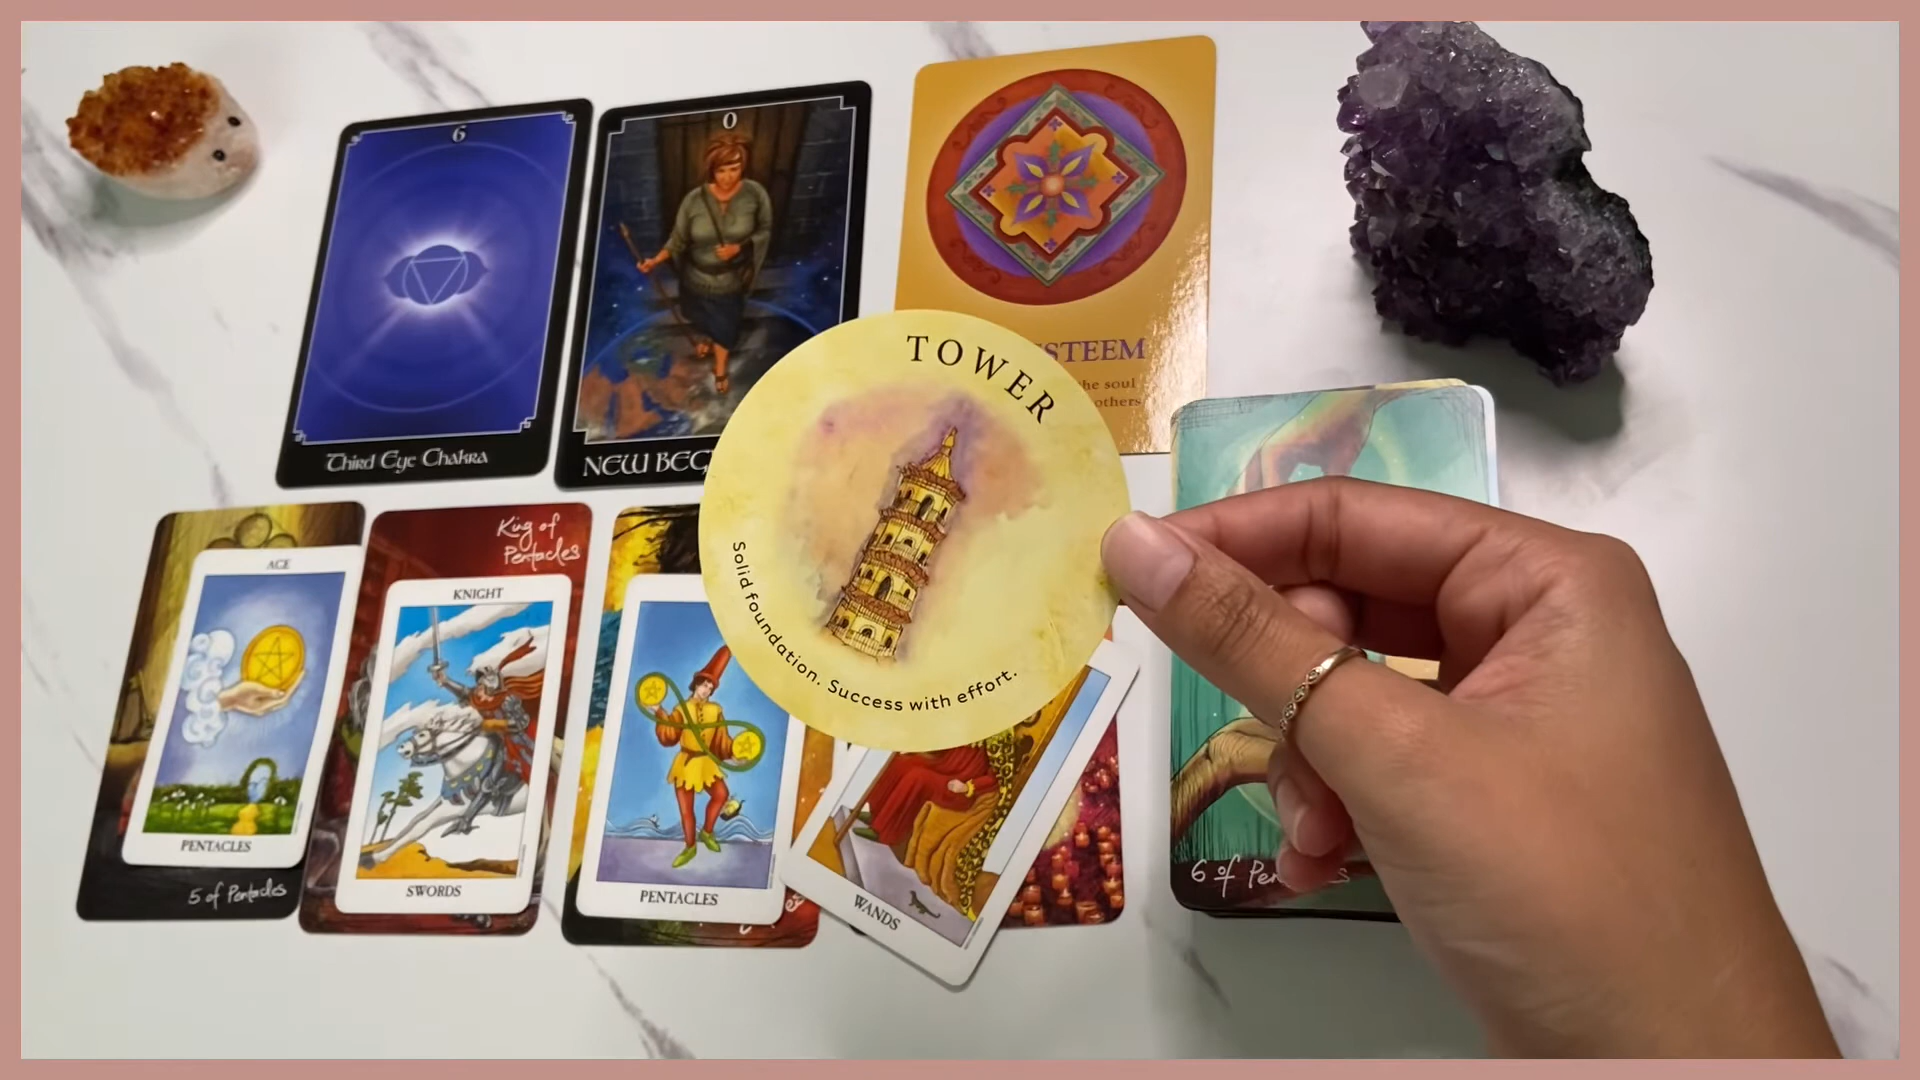 6
Third Eye Chakra
0
NEW BEG
STEEM
the soul
others
TOWER
Solid foundation. Success with effort.
ACE
PENTACLES
5 of Pentacles
King of
Pentacles
KNIGHT
SWORDS
PENTACLES
WANDS
6 of Pen